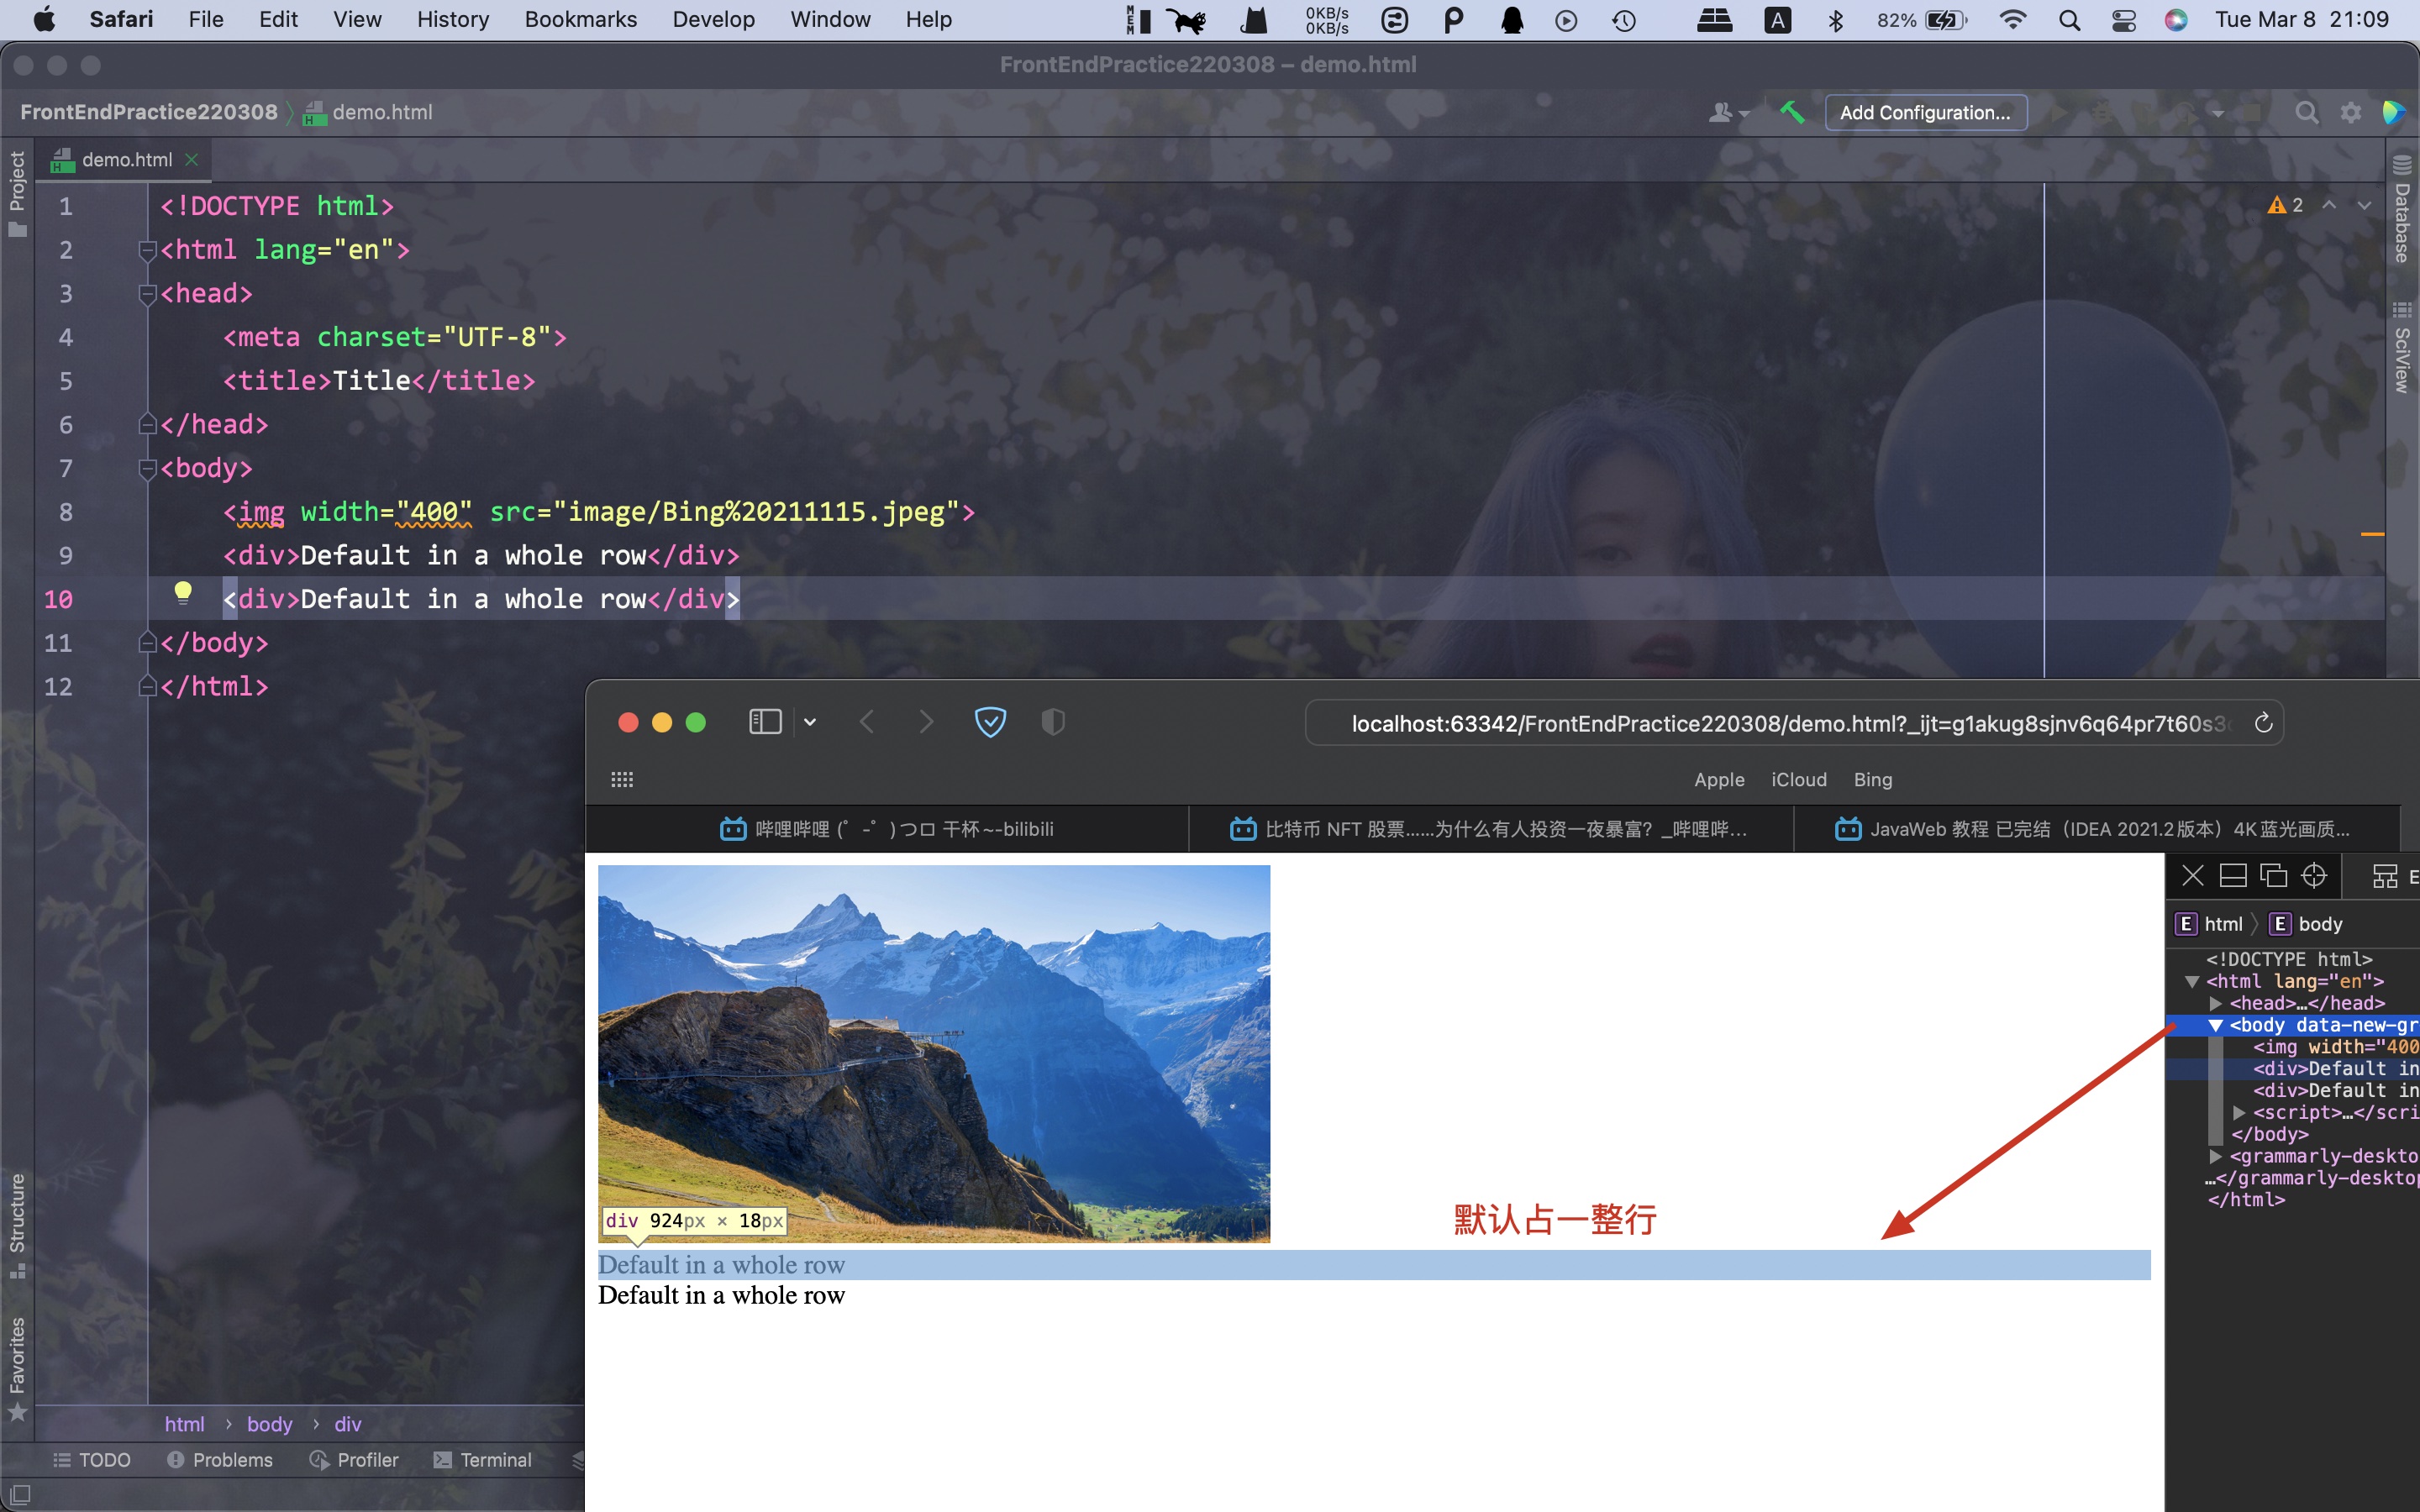 Safari File Edit View History Bookmarks Develop Window Help
MEM 0KB/s A 82% Tue Mar 8 21:09
0KB/s
FrontEndPractice220308 – demo.html
FrontEndPractice220308 demo.html Add Configuration...
demo.html
Project
Database
SciView
2
1 <!DOCTYPE html>
2 <html lang="en">
3 <head>
4 <meta charset="UTF-8">
5 <title>Title</title>
6 </head>
7 <body>
8 <img width="400" src="image/Bing%20211115.jpeg">
9 <div>Default in a whole row</div>
10 <div>Default in a whole row</div>
11 </body>
12 </html>
localhost:63342/FrontEndPractice220308/demo.html?_ijt=g1akug8sjnv6q64pr7t60s3
Apple iCloud Bing
哔哩哔哩 (゜-゜)つロ 干杯~-bilibili
比特币 NFT 股票......为什么有人投资一夜暴富？_哔哩哔...
JavaWeb 教程 已完结（IDEA 2021.2版本）4K蓝光画质...
div 924px × 18px
默认占一整行
Default in a whole row
Default in a whole row
E
E html E body
<!DOCTYPE html>
<html lang="en">
<head>…</head>
<body data-new-gr
<img width="400
<div>Default in
<div>Default in
<script>…</scri
</body>
<grammarly-deskto
…</grammarly-desktop
</html>
Structure
Favorites
html › body › div
TODO Problems Profiler Terminal